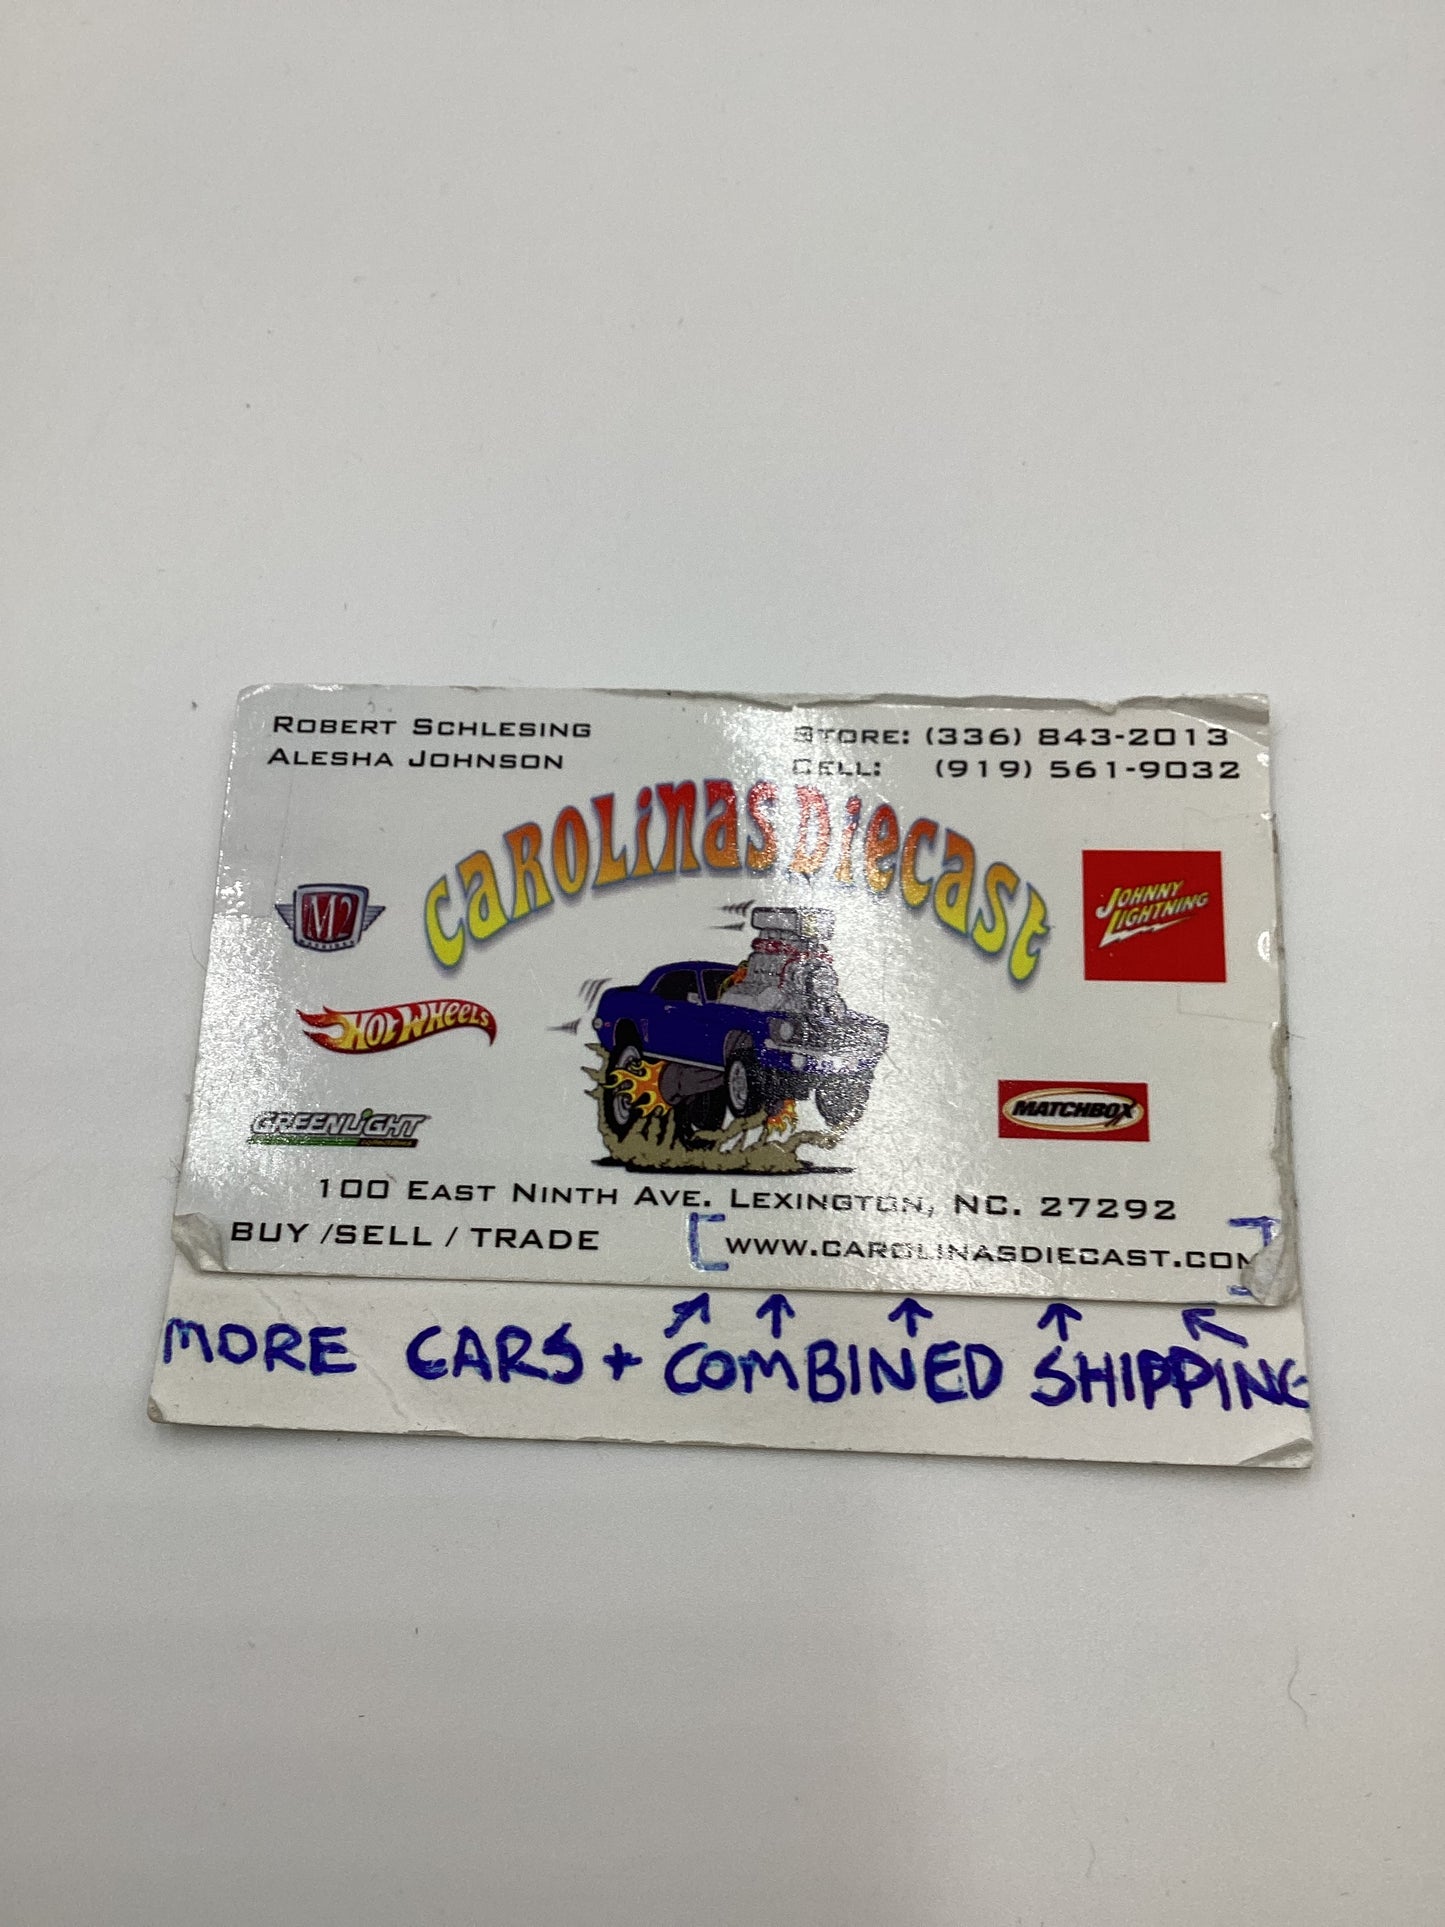 ROBERT SCHLESING
ALESHA JOHNSON
STORE: (336) 843-2013
CELL: (919) 561-9032
CAROLINAS DIECAST
M2
JOHNNY
LIGHTNING
HOT WHEELS
MATCHBOX
GREENLIGHT
100 EAST NINTH AVE. LEXINGTON, NC. 27292
BUY /SELL / TRADE
[WWW.CAROLINASDIECAST.COM]
MORE CARS + COMBINED SHIPPING